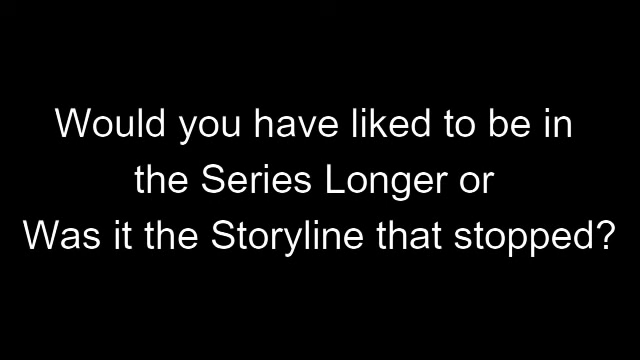 Would you have liked to be in
the Series Longer or
Was it the Storyline that stopped?